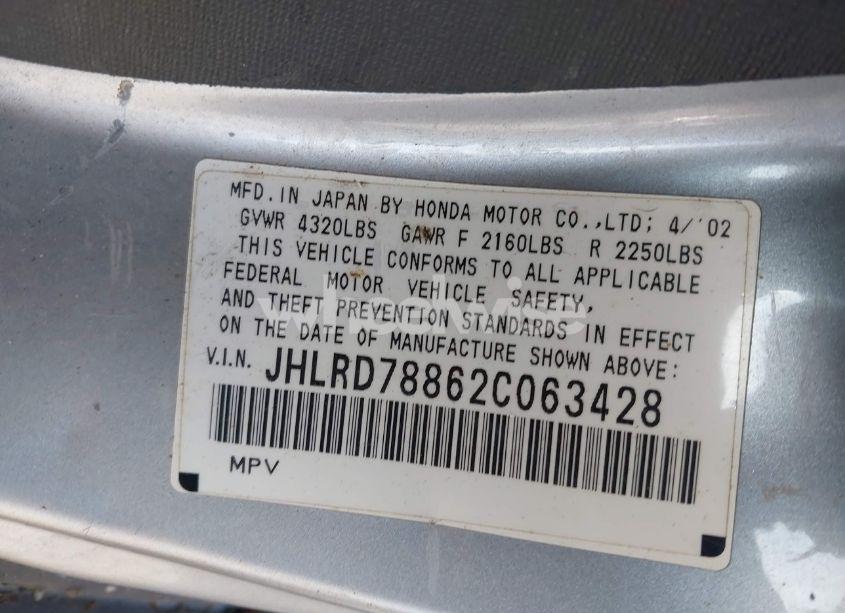 MFD.IN JAPAN BY HONDA MOTOR CO.,LTD; 4/'02
GVWR 4320LBS GAWR F 2160LBS R 2250LBS
THIS VEHICLE CONFORMS TO ALL APPLICABLE
FEDERAL MOTOR VEHICLE SAFETY,
AND THEFT PREVENTION STANDARDS IN EFFECT
ON THE DATE OF MANUFACTURE SHOWN ABOVE:
V.I.N. JHLRD78862C063428
MPV